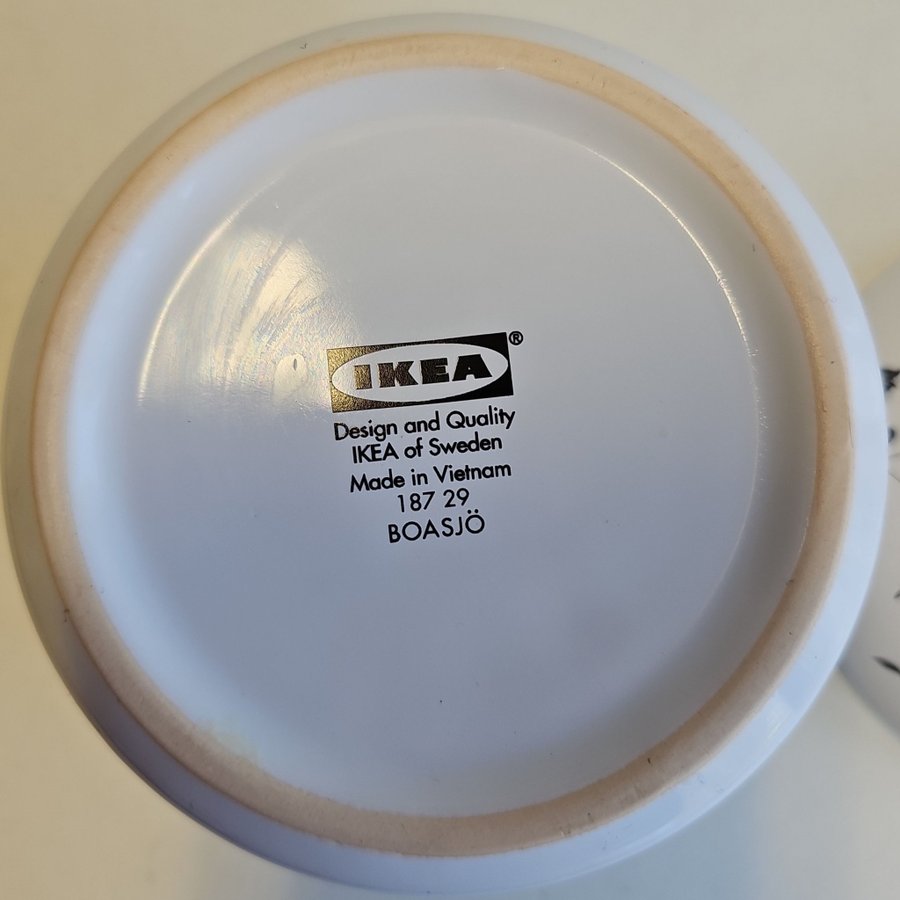 IKEA®
Design and Quality
IKEA of Sweden
Made in Vietnam
187 29
BOASJÖ